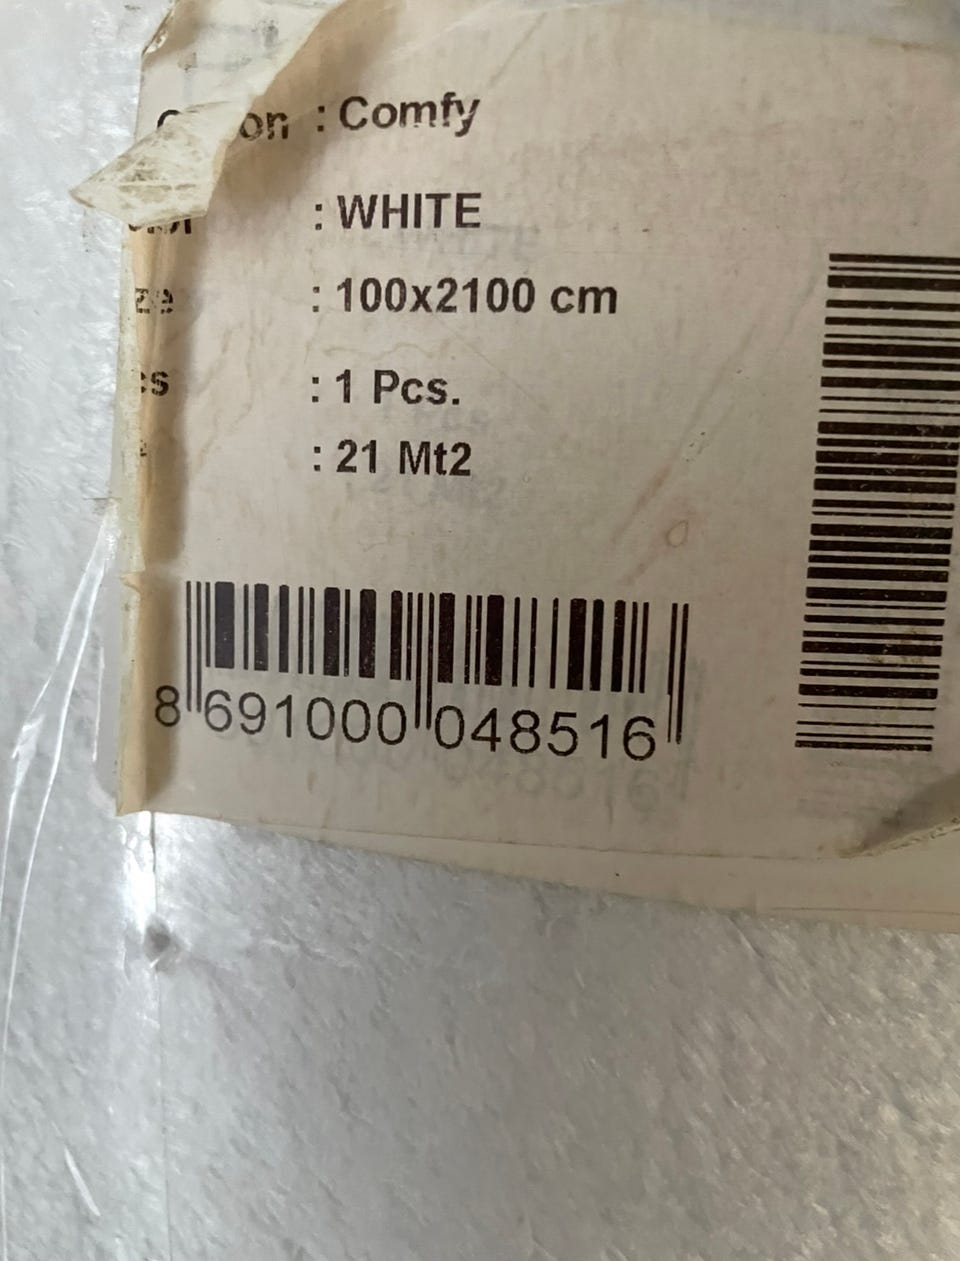 : Comfy
: WHITE
: 100x2100 cm
: 1 Pcs.
: 21 Mt2
8 691000 048516